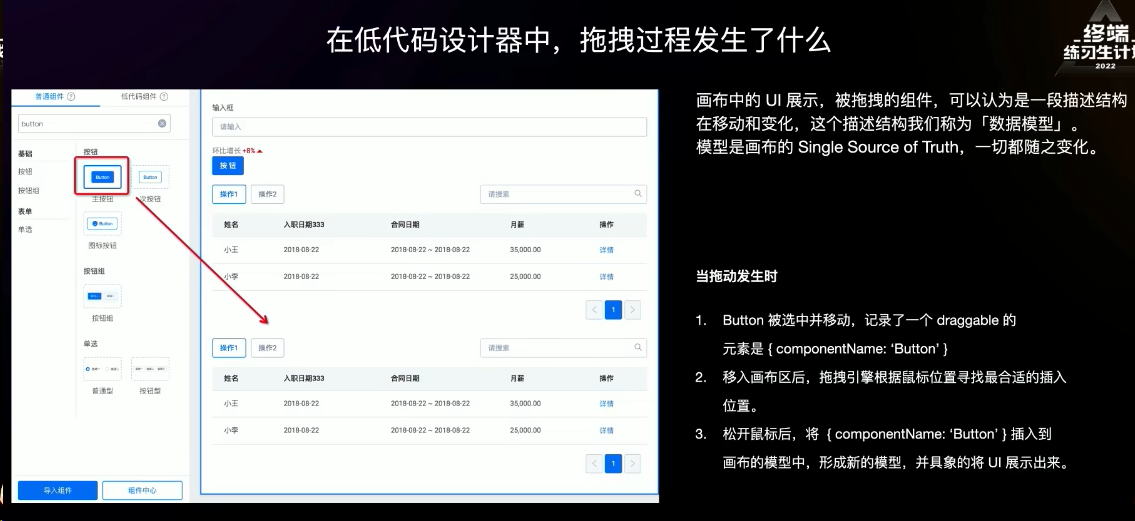 在低代码设计器中，拖拽过程发生了什么
终端
练习生计划
2022
普通组件 低代码组件
button
基础
按钮
按钮组
表单
单选
按钮
Button Button
主按钮 次按钮
Button
图标按钮
按钮组
按钮组
单选
普通型 按钮型
导入组件 组件中心
输入框
请输入
环比增长 +8%
按 钮
操作1 操作2 请搜索
姓名 入职日期333 合同日期 月薪 操作
小王 2018-08-22 2018-08-22 ~ 2018-08-22 35,000.00 详情
小李 2018-08-22 2018-08-22 ~ 2018-08-22 25,000.00 详情
1
操作1 操作2 请搜索
姓名 入职日期333 合同日期 月薪 操作
小王 2018-08-22 2018-08-22 ~ 2018-08-22 35,000.00 详情
小李 2018-08-22 2018-08-22 ~ 2018-08-22 25,000.00 详情
1
画布中的 UI 展示，被拖拽的组件，可以认为是一段描述结构
在移动和变化，这个描述结构我们称为「数据模型」。
模型是画布的 Single Source of Truth，一切都随之变化。
当拖动发生时
1. Button 被选中并移动，记录了一个 draggable 的
元素是 { componentName: ‘Button’ }
2. 移入画布区后，拖拽引擎根据鼠标位置寻找最合适的插入
位置。
3. 松开鼠标后，将 { componentName: ‘Button’ } 插入到
画布的模型中，形成新的模型，并具象的将 UI 展示出来。